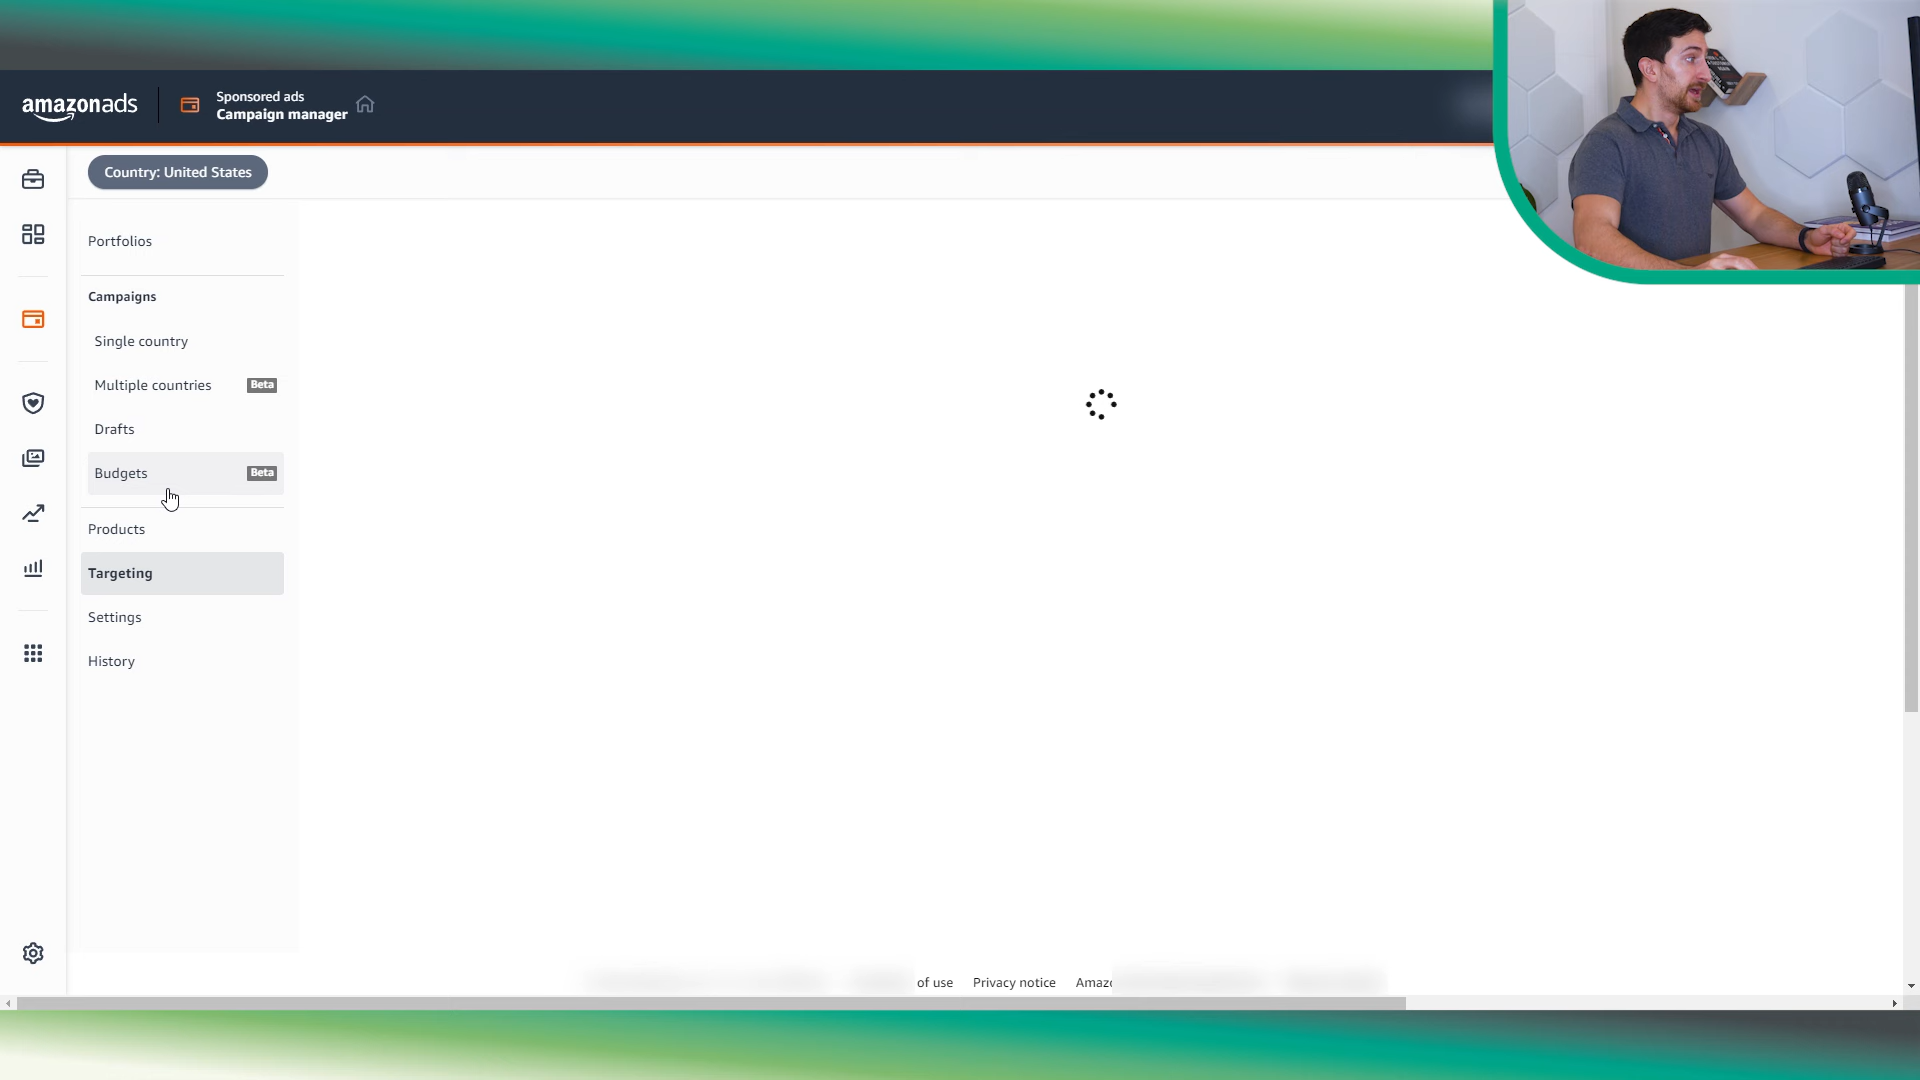 amazonads
Sponsored ads
Campaign manager
Country: United States
Portfolios
Campaigns
Single country
Multiple countries Beta
Drafts
Budgets Beta
Products
Targeting
Settings
History
of use Privacy notice